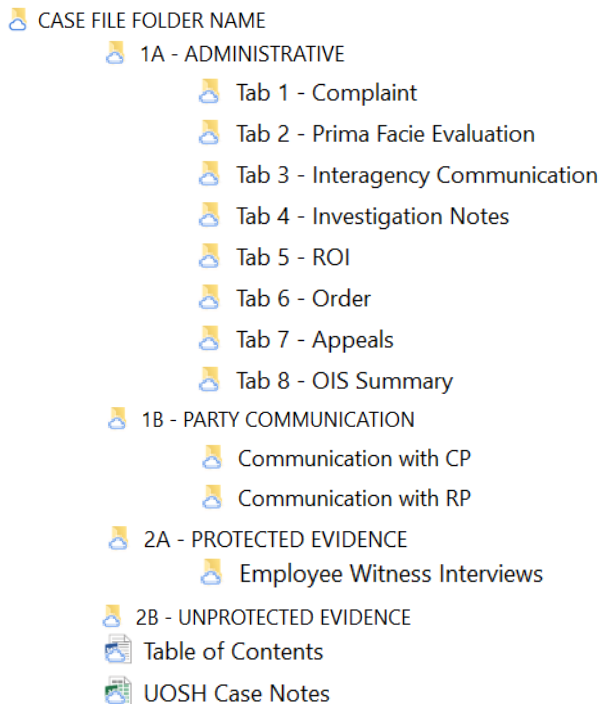 CASE FILE FOLDER NAME
1A - ADMINISTRATIVE
Tab 1 - Complaint
Tab 2 - Prima Facie Evaluation
Tab 3 - Interagency Communication
Tab 4 - Investigation Notes
Tab 5 - ROI
Tab 6 - Order
Tab 7 - Appeals
Tab 8 - OIS Summary
1B - PARTY COMMUNICATION
Communication with CP
Communication with RP
2A - PROTECTED EVIDENCE
Employee Witness Interviews
2B - UNPROTECTED EVIDENCE
Table of Contents
UOSH Case Notes